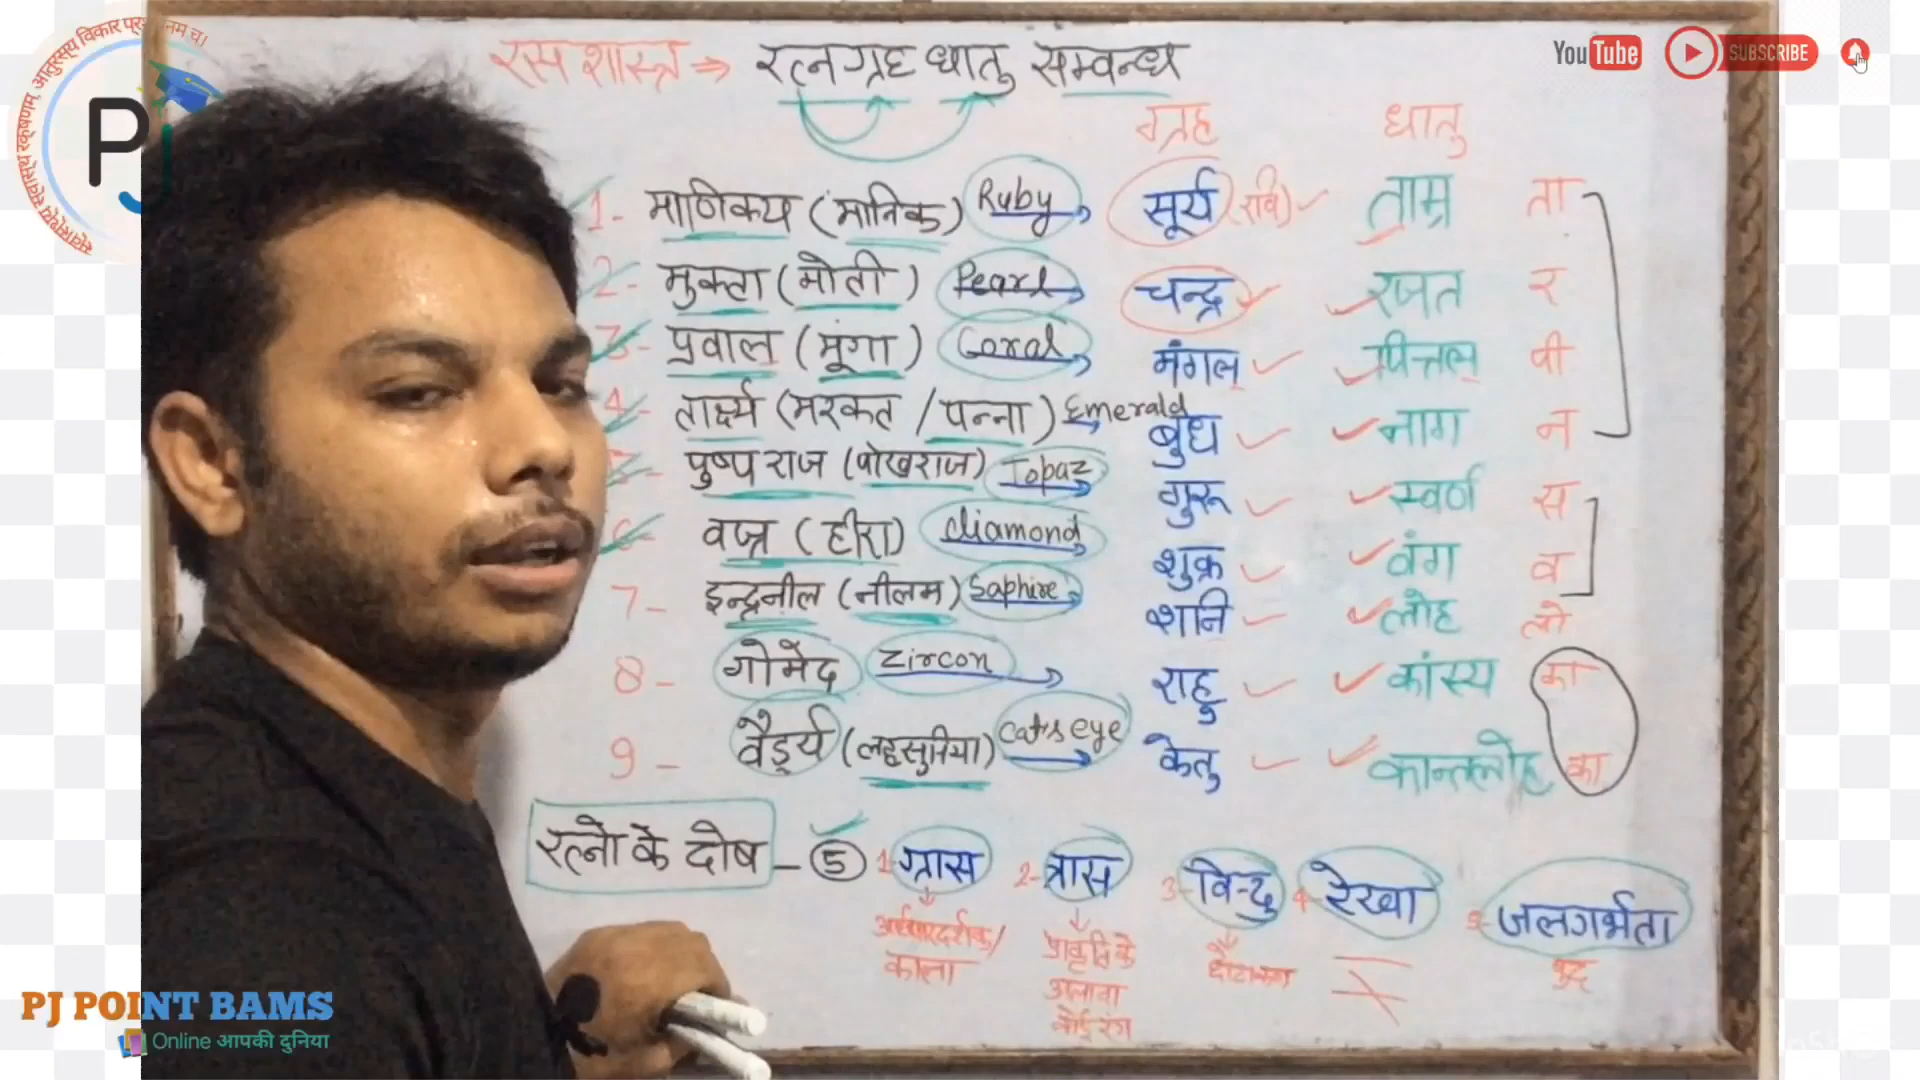 YouTube SUBSCRIBE
रस शास्त्र ⇒ रत्न ग्रह धातु सम्बन्ध
ग्रह धातु
1- माणिक्य (मानिक) Ruby → सूर्य (रवि) ताम्र ता
2- मुक्ता (मोती) Pearl → चन्द्र रजत र
3- प्रवाल (मूंगा) Coral → मंगल पित्तल पी
4- तार्क्ष्य (मरकत / पन्ना) → Emerald बुध नाग न
पुष्प राज (पोखराज) Topaz → गुरू स्वर्ण स
6- वज्र (हीरा) diamond → शुक्र वंग व
7- इन्द्रनील (नीलम) Saphire → शनि लोह लो
8- गोमेद Zircon → राहु कांस्य का
9- वैडूर्य (लहसुनिया) cat's eye → केतु कान्तलोह का
रत्नो के दोष - 5 1- ग्रास 2- त्रास 3- विन्दु 4- रेखा 5- जलगर्भता
काला
PJ
PJ POINT BAMS
Online आपकी दुनिया